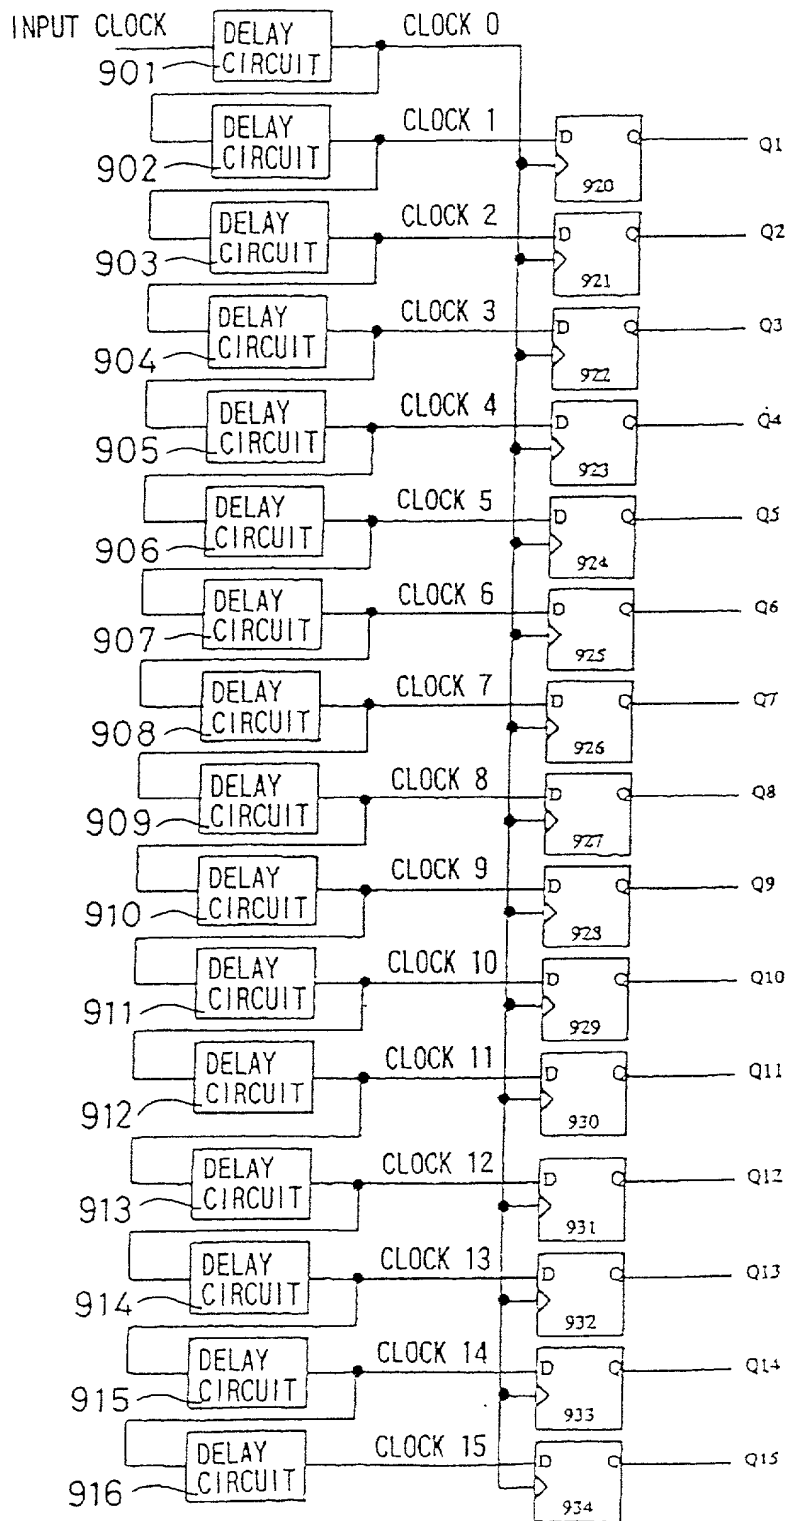 INPUT CLOCK
DELAY CIRCUIT
CLOCK 0
901
DELAY CIRCUIT
CLOCK 1
D
Q
Q1
902
920
DELAY CIRCUIT
CLOCK 2
D
Q
Q2
903
921
DELAY CIRCUIT
CLOCK 3
D
Q
Q3
904
922
DELAY CIRCUIT
CLOCK 4
D
Q
Q4
905
923
DELAY CIRCUIT
CLOCK 5
D
Q
Q5
906
924
DELAY CIRCUIT
CLOCK 6
D
Q
Q6
907
925
DELAY CIRCUIT
CLOCK 7
D
Q
Q7
908
926
DELAY CIRCUIT
CLOCK 8
D
Q
Q8
909
927
DELAY CIRCUIT
CLOCK 9
D
Q
Q9
910
928
DELAY CIRCUIT
CLOCK 10
D
Q
Q10
911
929
DELAY CIRCUIT
CLOCK 11
D
Q
Q11
912
930
DELAY CIRCUIT
CLOCK 12
D
Q
Q12
913
931
DELAY CIRCUIT
CLOCK 13
D
Q
Q13
914
932
DELAY CIRCUIT
CLOCK 14
D
Q
Q14
915
933
DELAY CIRCUIT
CLOCK 15
D
Q
Q15
916
934